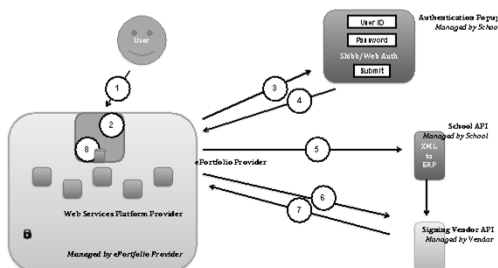 User
1
2
8
3
4
User ID
Password
Shibb/Web Auth
Submit
Authentication Popup
Managed by School
ePortfolio Provider
5
XML
to
ERP
School API
Managed by School
6
7
Web Services Platform Provider
Managed by ePortfolio Provider
Signing Vendor API
Managed by Vendor